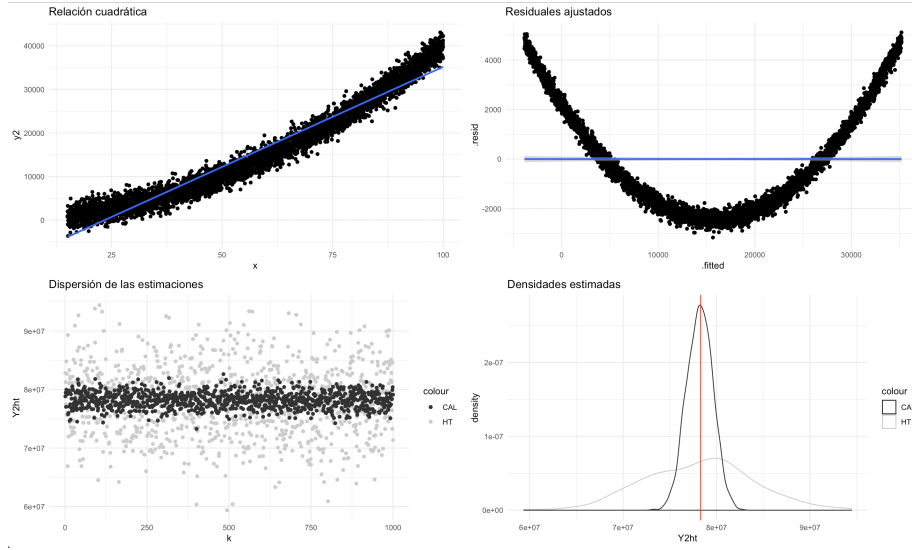 Relación cuadrática
40000
30000
20000
10000
0
y2
25
50
75
100
x
Residuales ajustados
4000
2000
0
-2000
.resid
0
10000
20000
30000
.fitted
Dispersión de las estimaciones
9e+07
8e+07
7e+07
6e+07
Y2ht
0
250
500
750
1000
k
colour
CAL
HT
Densidades estimadas
2e-07
1e-07
0e+00
density
6e+07
7e+07
8e+07
9e+07
Y2ht
colour
CA
HT